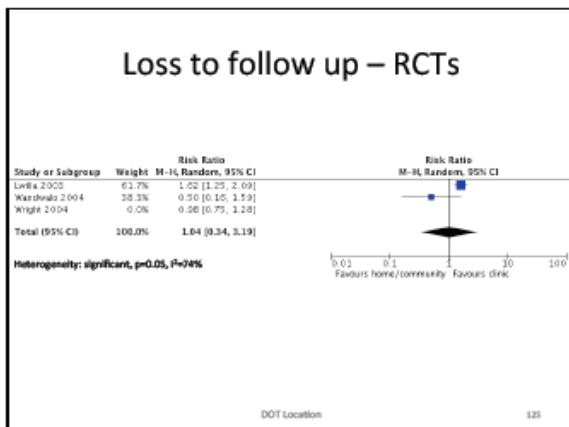 Loss to follow up – RCTs
Risk Ratio Risk Ratio
Study or Subgroup Weight M-H, Random, 95% CI M-H, Random, 95% CI
Lwilla 2003 61.7% 1.62 [1.25, 2.09]
Wandwalo 2004 38.3% 0.50 [0.16, 1.59]
Wright 2004 0.0% 0.98 [0.75, 1.28]
Total (95% CI) 100.0% 1.04 [0.34, 3.19]
Heterogeneity: significant, p=0.05, I²=74%
0.01 0.1 1 10 100
Favours home/community Favours clinic
DOT Location 125